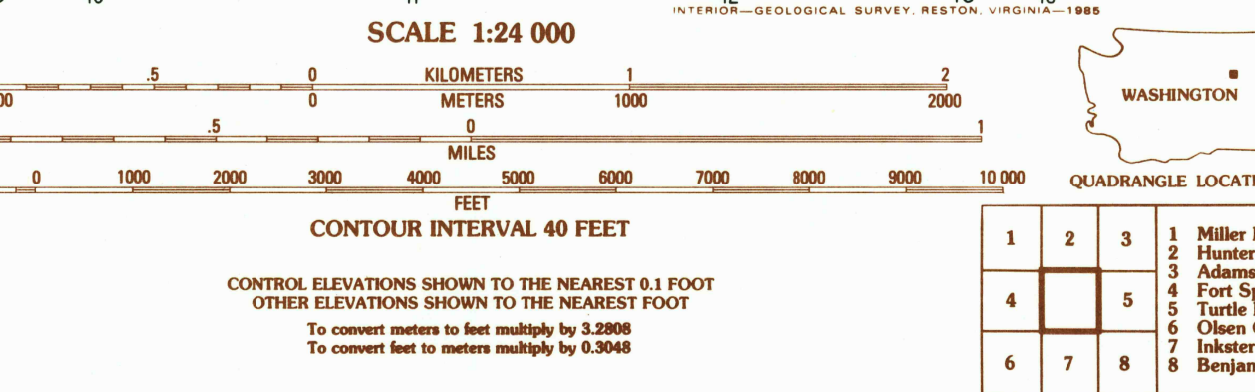 INTERIOR—GEOLOGICAL SURVEY, RESTON, VIRGINIA—1985
SCALE 1:24 000
.5 0 KILOMETERS 1 2
0 METERS 1000 2000
.5 0 1
MILES
0 1000 2000 3000 4000 5000 6000 7000 8000 9000 10 000
FEET
CONTOUR INTERVAL 40 FEET
CONTROL ELEVATIONS SHOWN TO THE NEAREST 0.1 FOOT
OTHER ELEVATIONS SHOWN TO THE NEAREST FOOT
To convert meters to feet multiply by 3.2808
To convert feet to meters multiply by 0.3048
WASHINGTON
QUADRANGLE
1 2 3
4 5
6 7 8
1 Miller
2 Hunter
3 Adams
4 Fort
5 Turtle
6 Olsen
7 Inkster
8